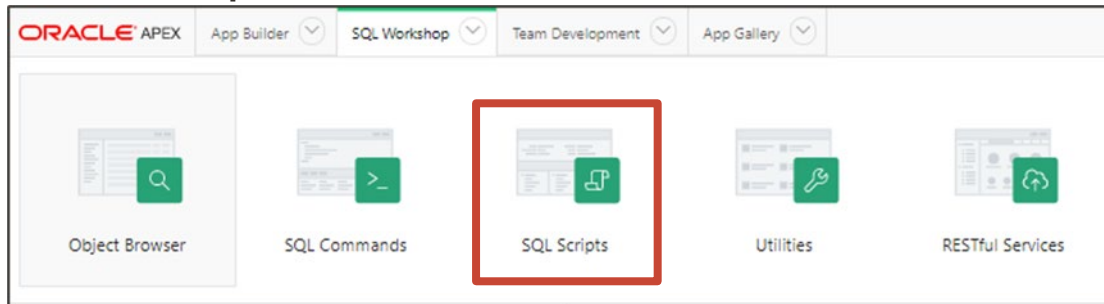 ORACLE APEX App Builder SQL Workshop Team Development App Gallery
>_
Object Browser SQL Commands SQL Scripts Utilities RESTful Services